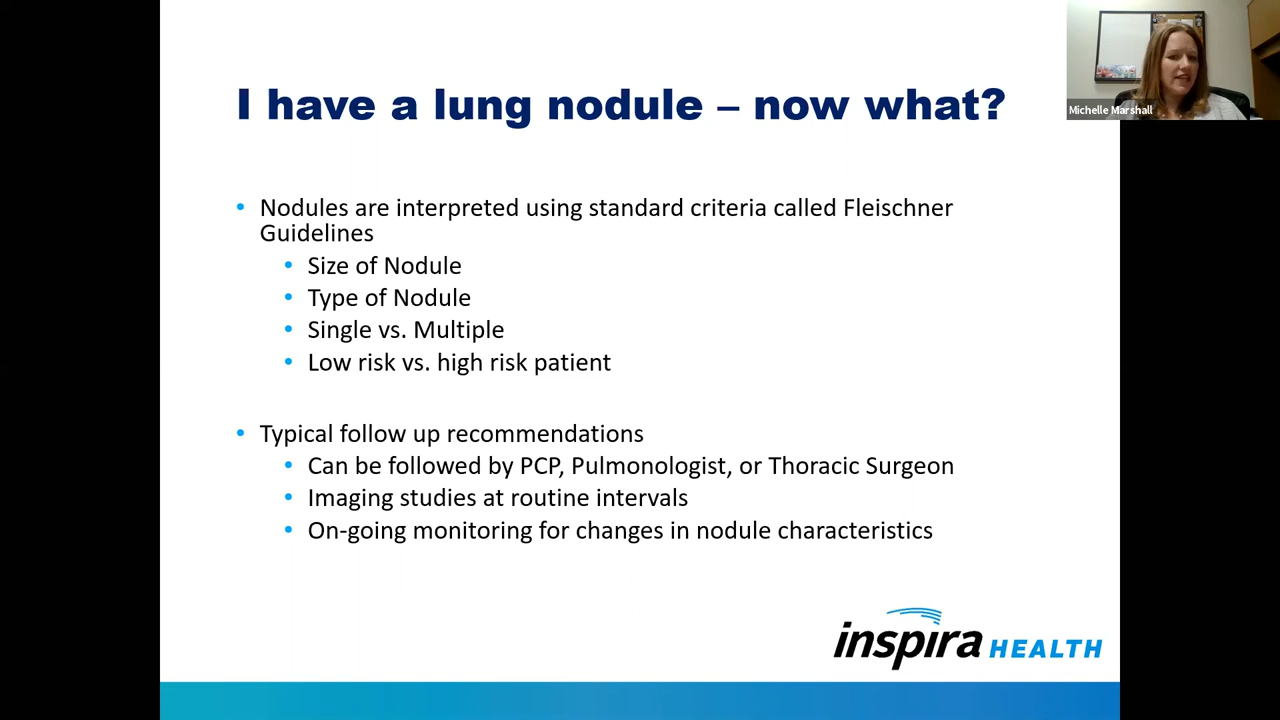 I have a lung nodule – now what?
Michelle Marshall
• Nodules are interpreted using standard criteria called Fleischner
Guidelines
• Size of Nodule
• Type of Nodule
• Single vs. Multiple
• Low risk vs. high risk patient
• Typical follow up recommendations
• Can be followed by PCP, Pulmonologist, or Thoracic Surgeon
• Imaging studies at routine intervals
• On-going monitoring for changes in nodule characteristics
inspira HEALTH